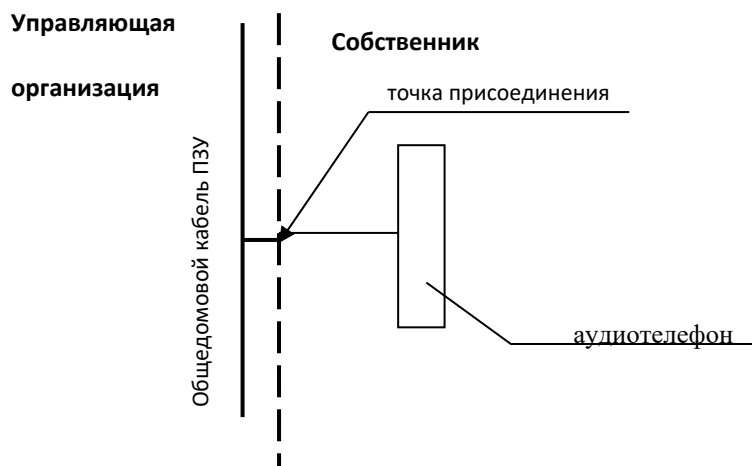 Управляющая
организация
Собственник
точка присоединения
Общедомовой кабель ПЗУ
аудиотелефон